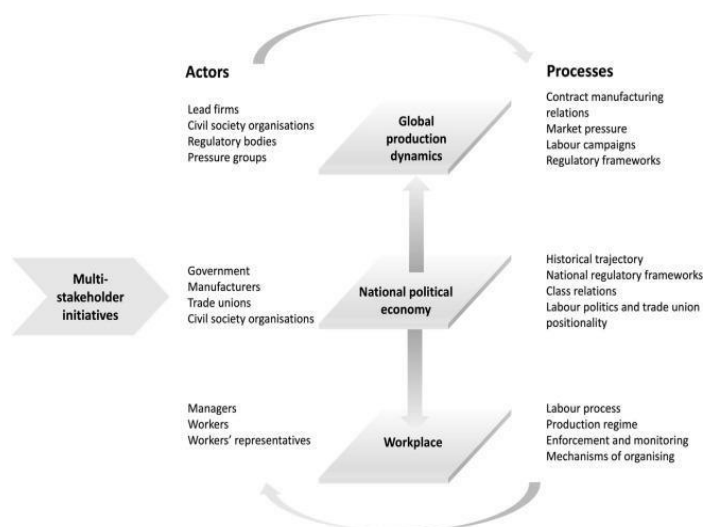 Actors
Processes
Lead firms
Civil society organisations
Regulatory bodies
Pressure groups
Global
production
dynamics
Contract manufacturing
relations
Market pressure
Labour campaigns
Regulatory frameworks
Multi-
stakeholder
initiatives
Government
Manufacturers
Trade unions
Civil society organisations
National political
economy
Historical trajectory
National regulatory frameworks
Class relations
Labour politics and trade union
positionality
Managers
Workers
Workers' representatives
Workplace
Labour process
Production regime
Enforcement and monitoring
Mechanisms of organising